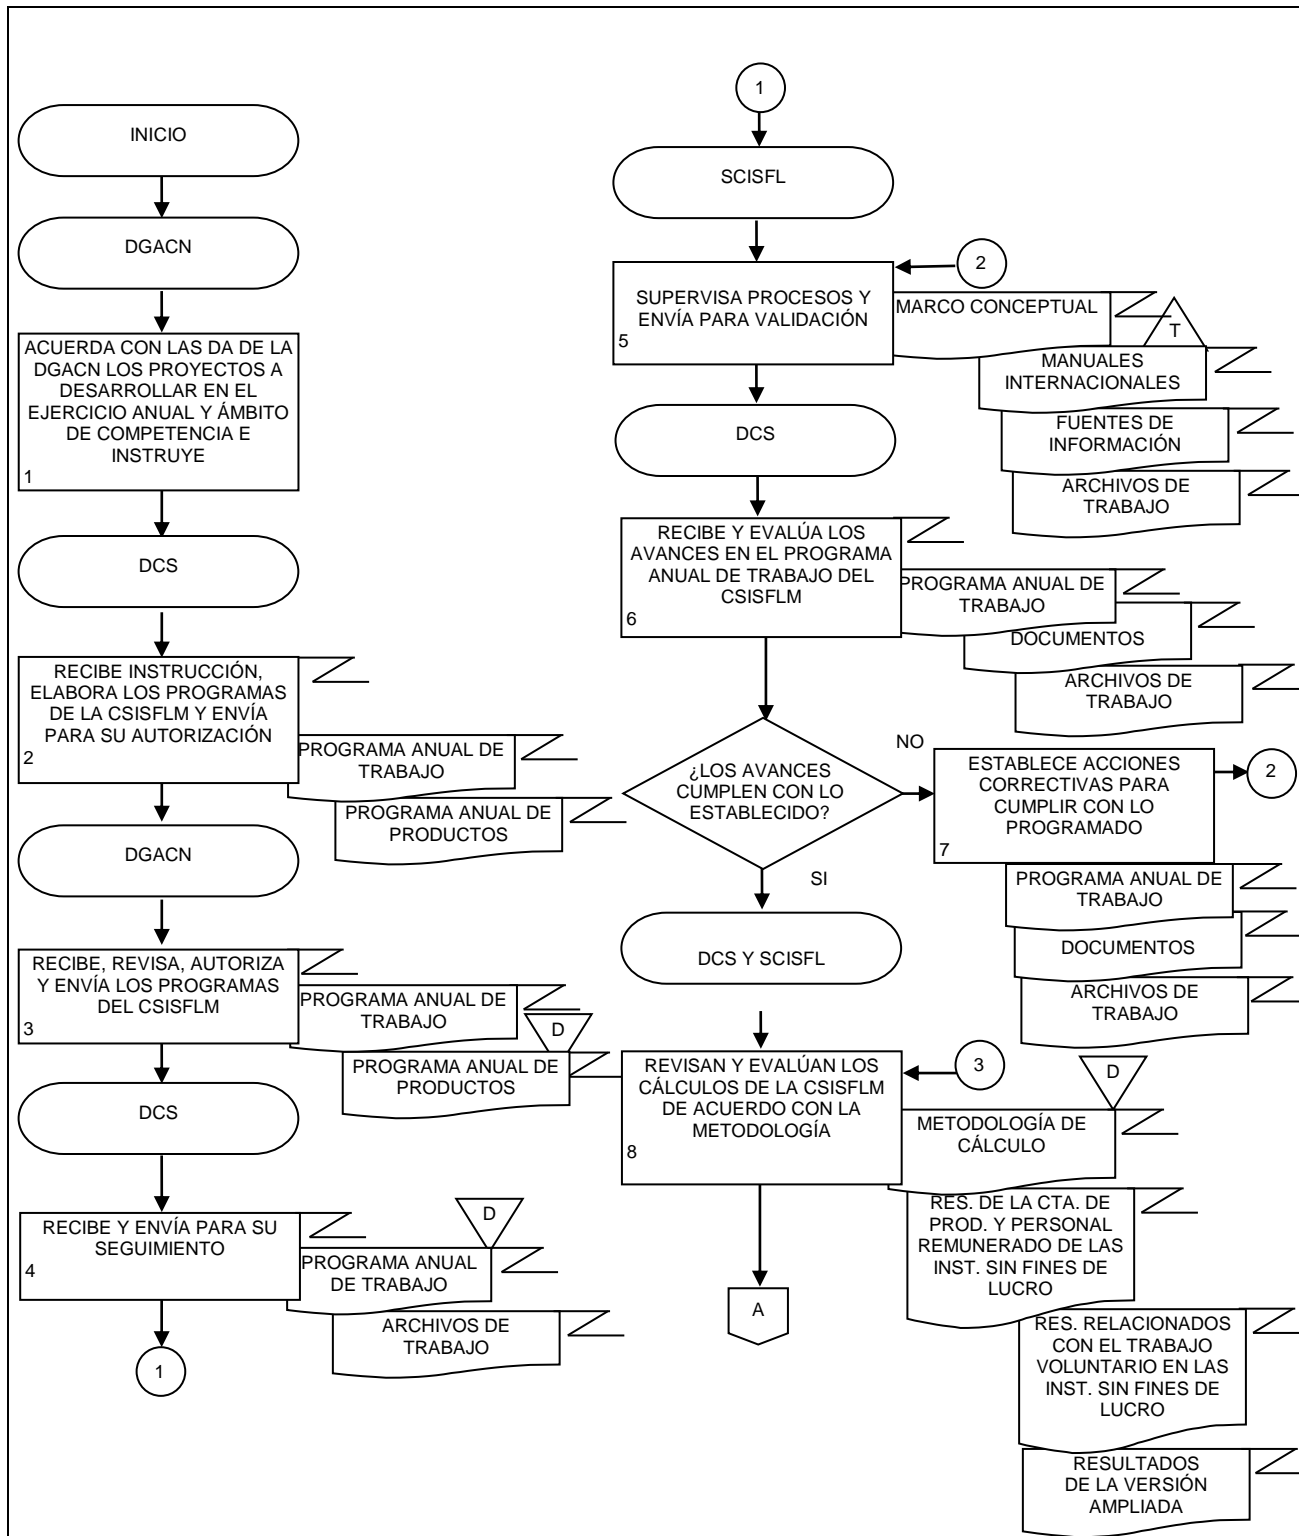 INICIO
DGACN
ACUERDA CON LAS DA DE LA
DGACN LOS PROYECTOS A
DESARROLLAR EN EL
EJERCICIO ANUAL Y ÁMBITO
DE COMPETENCIA E
INSTRUYE
1
DCS
RECIBE INSTRUCCIÓN,
ELABORA LOS PROGRAMAS
DE LA CSISFLM Y ENVÍA
PARA SU AUTORIZACIÓN
2
PROGRAMA ANUAL DE
TRABAJO
PROGRAMA ANUAL DE
PRODUCTOS
DGACN
RECIBE, REVISA, AUTORIZA
Y ENVÍA LOS PROGRAMAS
DEL CSISFLM
3
PROGRAMA ANUAL DE
TRABAJO
D
PROGRAMA ANUAL DE
PRODUCTOS
DCS
RECIBE Y ENVÍA PARA SU
SEGUIMIENTO
4
D
PROGRAMA ANUAL
DE TRABAJO
ARCHIVOS DE
TRABAJO
1
1
SCISFL
2
SUPERVISA PROCESOS Y
ENVÍA PARA VALIDACIÓN
5
MARCO CONCEPTUAL
T
MANUALES
INTERNACIONALES
FUENTES DE
INFORMACIÓN
ARCHIVOS DE
TRABAJO
DCS
RECIBE Y EVALÚA LOS
AVANCES EN EL PROGRAMA
ANUAL DE TRABAJO DEL
CSISFLM
6
PROGRAMA ANUAL DE
TRABAJO
DOCUMENTOS
ARCHIVOS DE
TRABAJO
¿LOS AVANCES
CUMPLEN CON LO
ESTABLECIDO?
NO
ESTABLECE ACCIONES
CORRECTIVAS PARA
CUMPLIR CON LO
PROGRAMADO
7
2
PROGRAMA ANUAL DE
TRABAJO
DOCUMENTOS
ARCHIVOS DE
TRABAJO
SI
DCS Y SCISFL
3
REVISAN Y EVALÚAN LOS
CÁLCULOS DE LA CSISFLM
DE ACUERDO CON LA
METODOLOGÍA
8
D
METODOLOGÍA DE
CÁLCULO
RES. DE LA CTA. DE
PROD. Y PERSONAL
REMUNERADO DE LAS
INST. SIN FINES DE
LUCRO
RES. RELACIONADOS
CON EL TRABAJO
VOLUNTARIO EN LAS
INST. SIN FINES DE
LUCRO
RESULTADOS
DE LA VERSIÓN
AMPLIADA
A